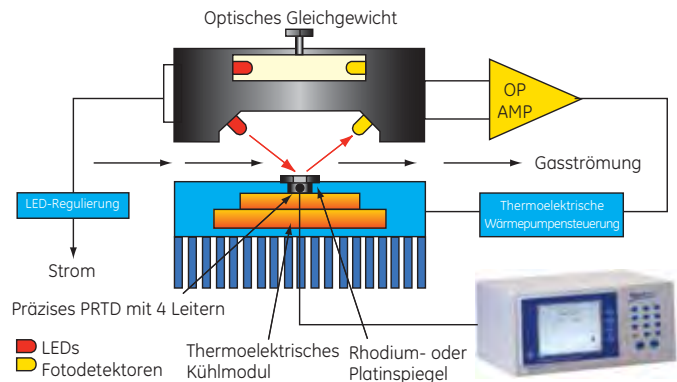 Optisches Gleichgewicht
OP
AMP
Gasströmung
LED-Regulierung
Thermoelektrische
Wärmepumpensteuerung
Strom
Präzises PRTD mit 4 Leitern
LEDs
Fotodetektoren
Thermoelektrisches
Kühlmodul
Rhodium- oder
Platinspiegel